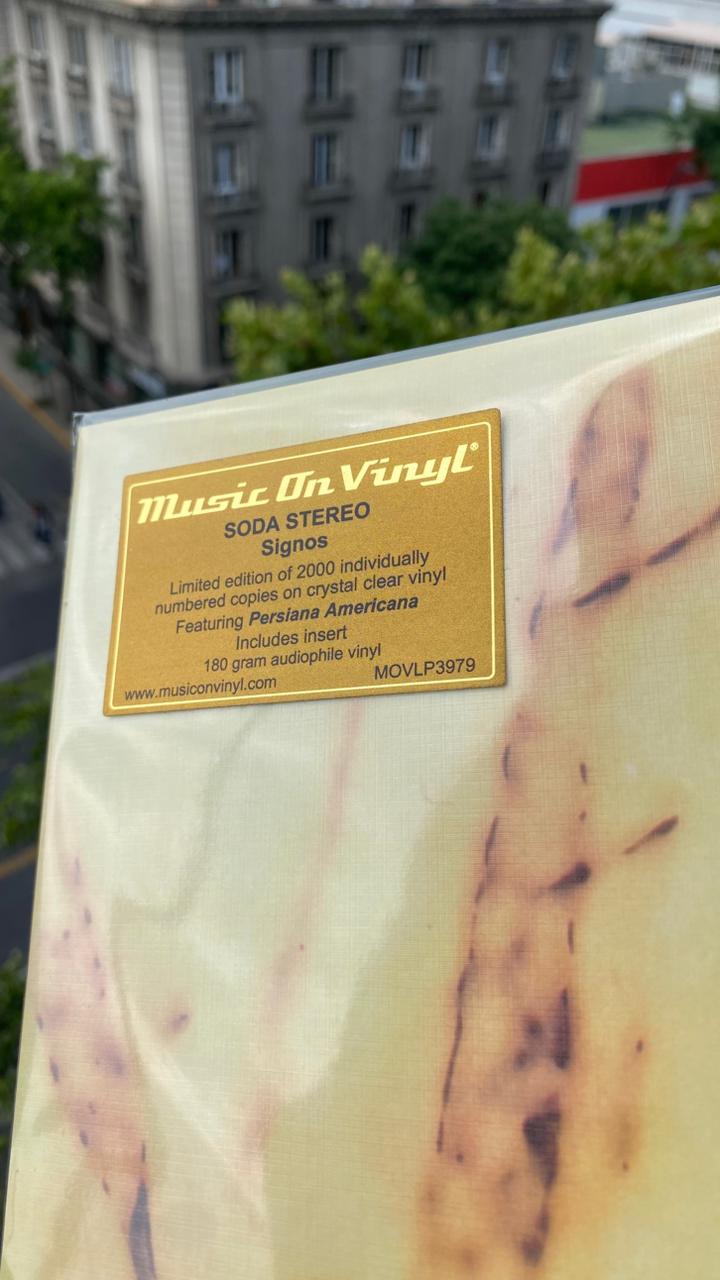 Music On Vinyl®
SODA STEREO
Signos
Limited edition of 2000 individually
numbered copies on crystal clear vinyl
Featuring Persiana Americana
Includes insert
180 gram audiophile vinyl
www.musiconvinyl.com MOVLP3979